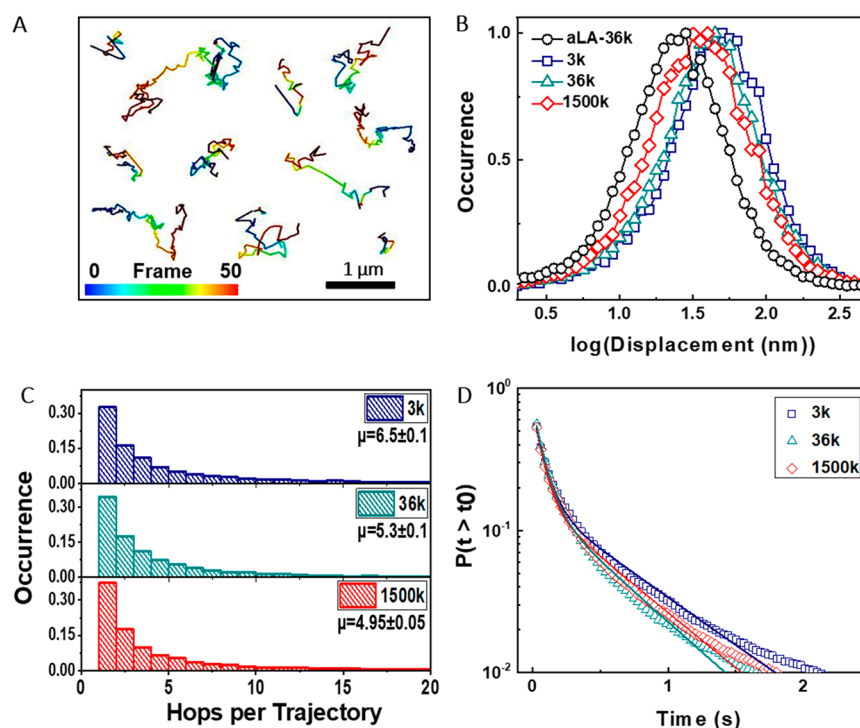 A
0 Frame 50
1 µm
B
aLA-36k
3k
36k
1500k
1.0
0.5
0.0
Occurrence
0.5 1.0 1.5 2.0 2.5
log(Displacement (nm))
C
0.30
0.15
0.00
3k
µ=6.5±0.1
0.30
0.15
0.00
36k
µ=5.3±0.1
0.30
0.15
0.00
1500k
µ=4.95±0.05
Occurrence
0 5 10 15 20
Hops per Trajectory
D
3k
36k
1500k
10⁰
10⁻¹
10⁻²
P(t > t0)
0 1 2
Time (s)